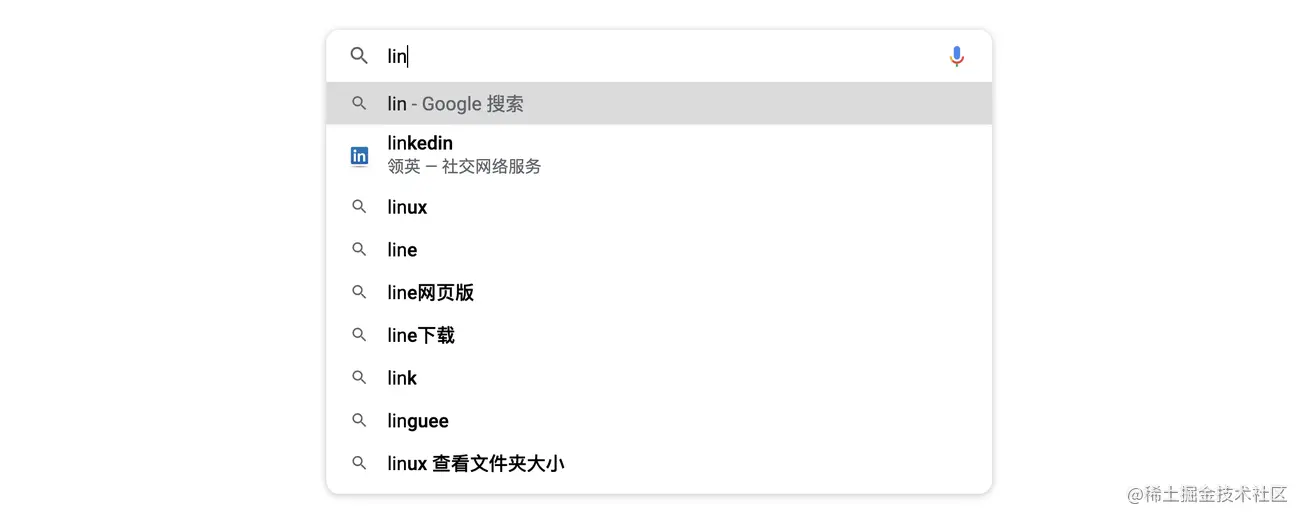 lin
lin - Google 搜索
in
linkedin
领英 — 社交网络服务
linux
line
line网页版
line下载
link
linguee
linux 查看文件夹大小
@稀土掘金技术社区